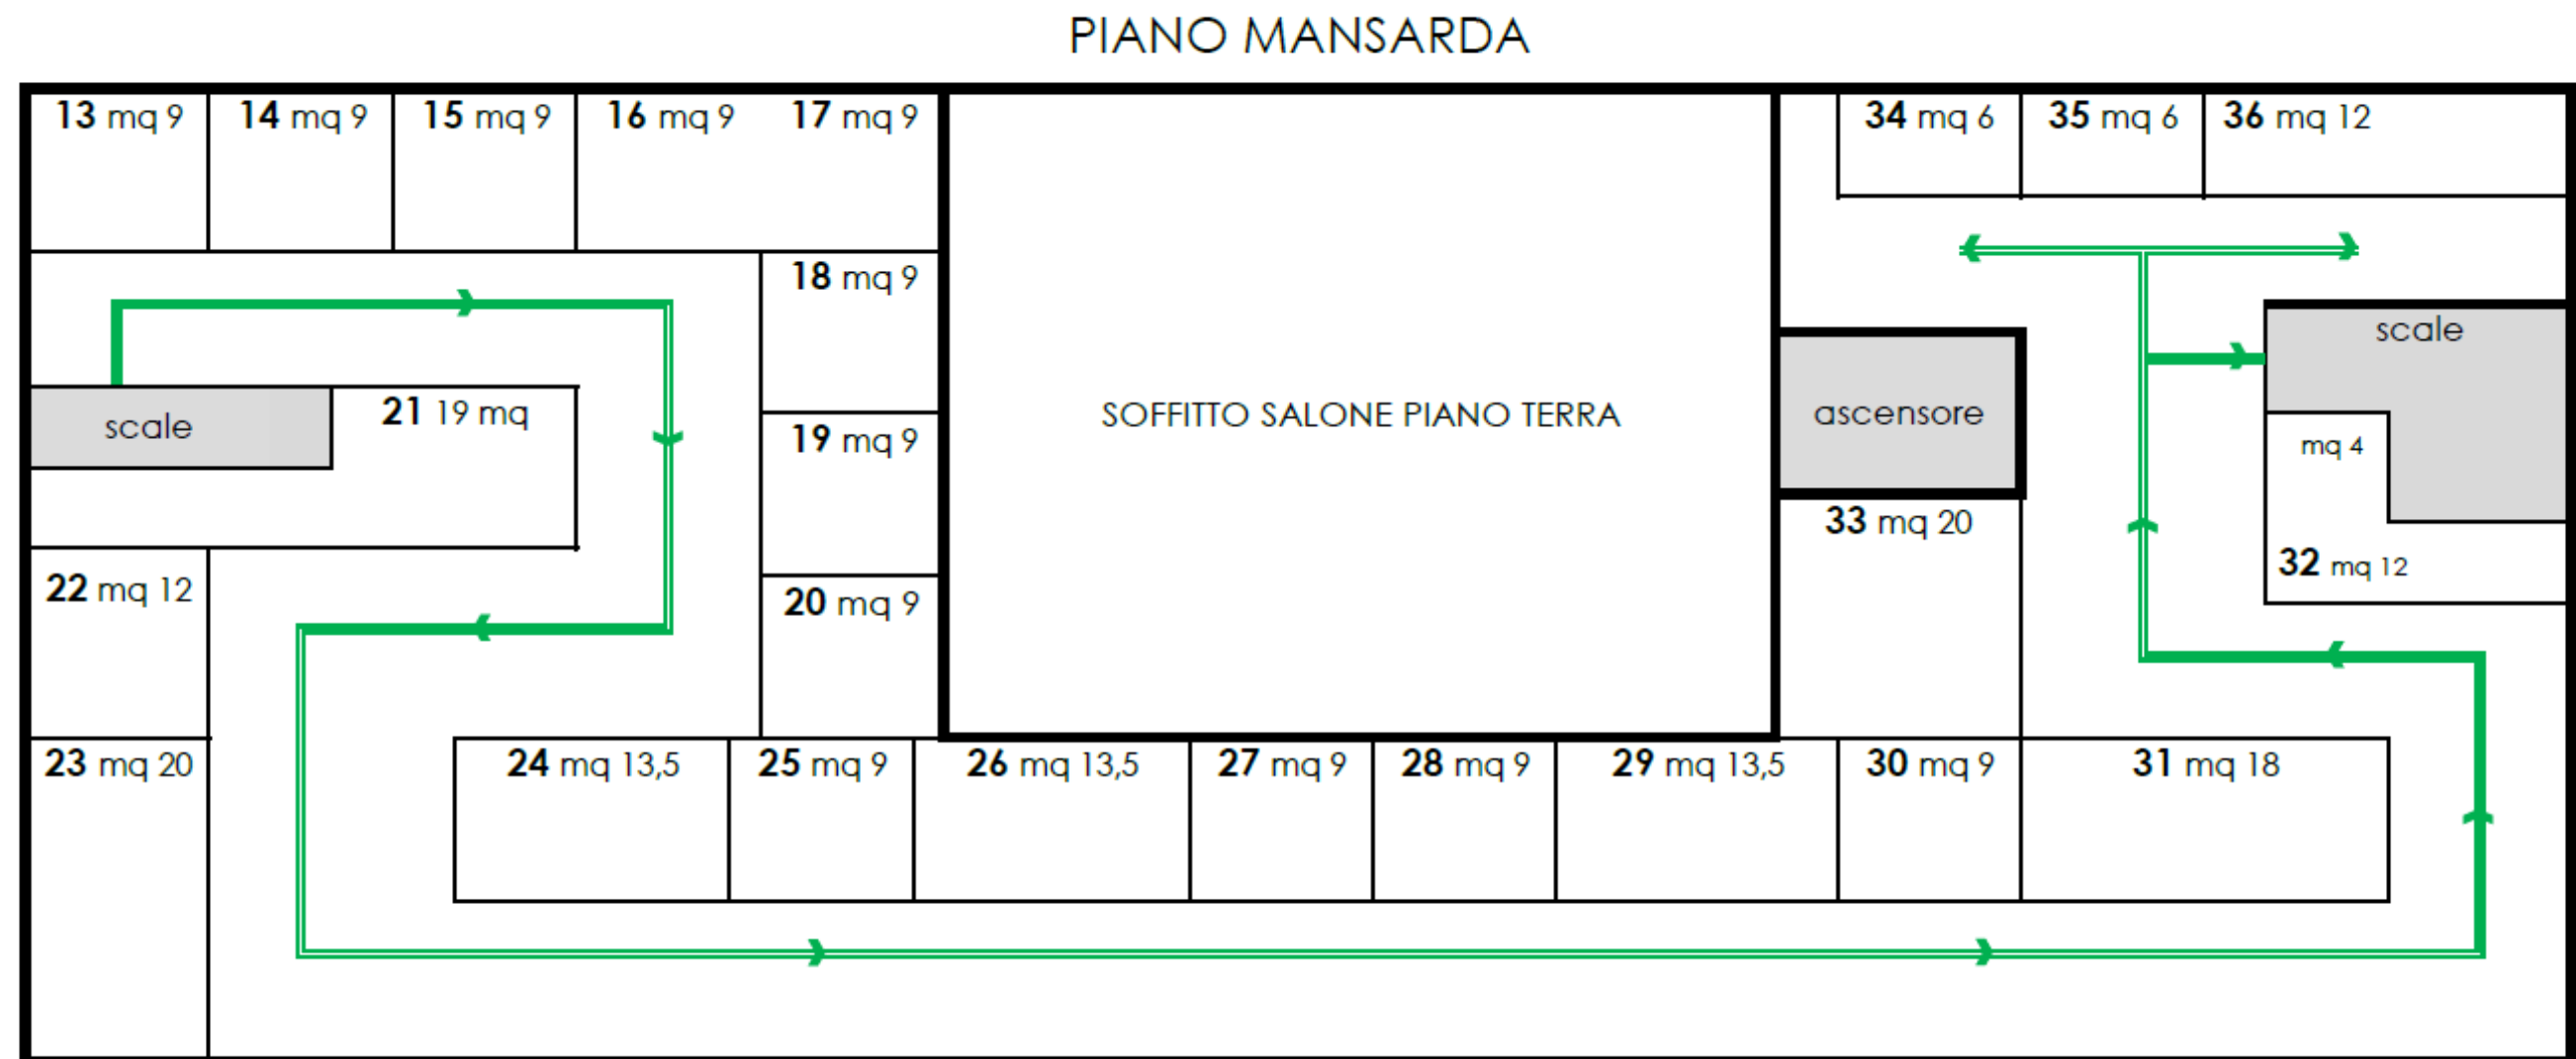 PIANO MANSARDA
13 mq 9
14 mq 9
15 mq 9
16 mq 9
17 mq 9
34 mq 6
35 mq 6
36 mq 12
18 mq 9
scale
21 19 mq
scale
19 mq 9
SOFFITTO SALONE PIANO TERRA
ascensore
mq 4
33 mq 20
32 mq 12
22 mq 12
20 mq 9
23 mq 20
24 mq 13,5
25 mq 9
26 mq 13,5
27 mq 9
28 mq 9
29 mq 13,5
30 mq 9
31 mq 18